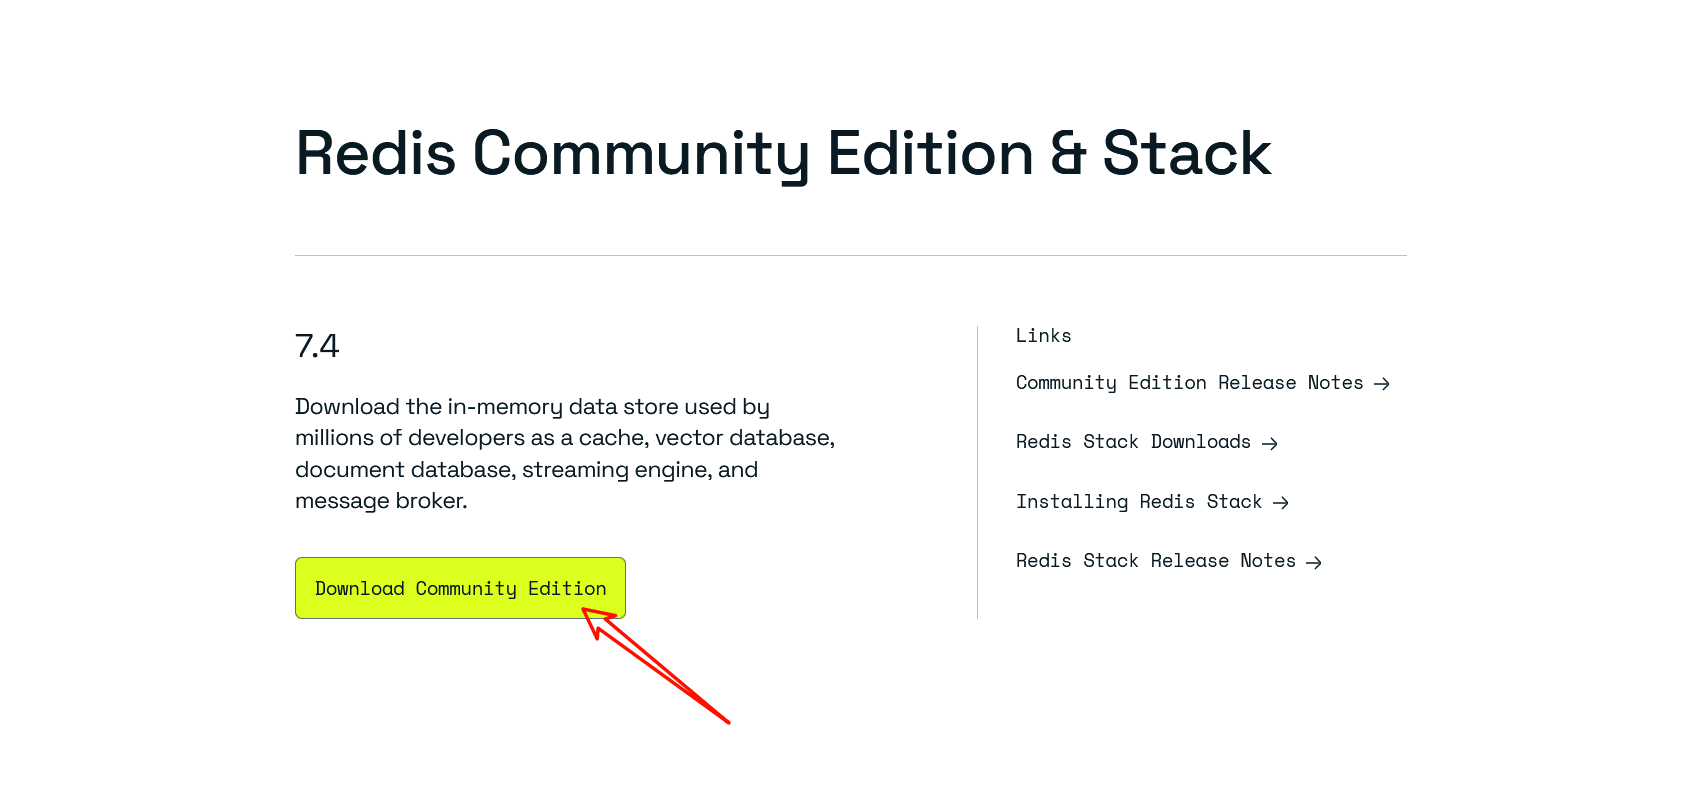 Redis Community Edition & Stack
7.4
Download the in-memory data store used by
millions of developers as a cache, vector database,
document database, streaming engine, and
message broker.
Download Community Edition
Links
Community Edition Release Notes →
Redis Stack Downloads →
Installing Redis Stack →
Redis Stack Release Notes →